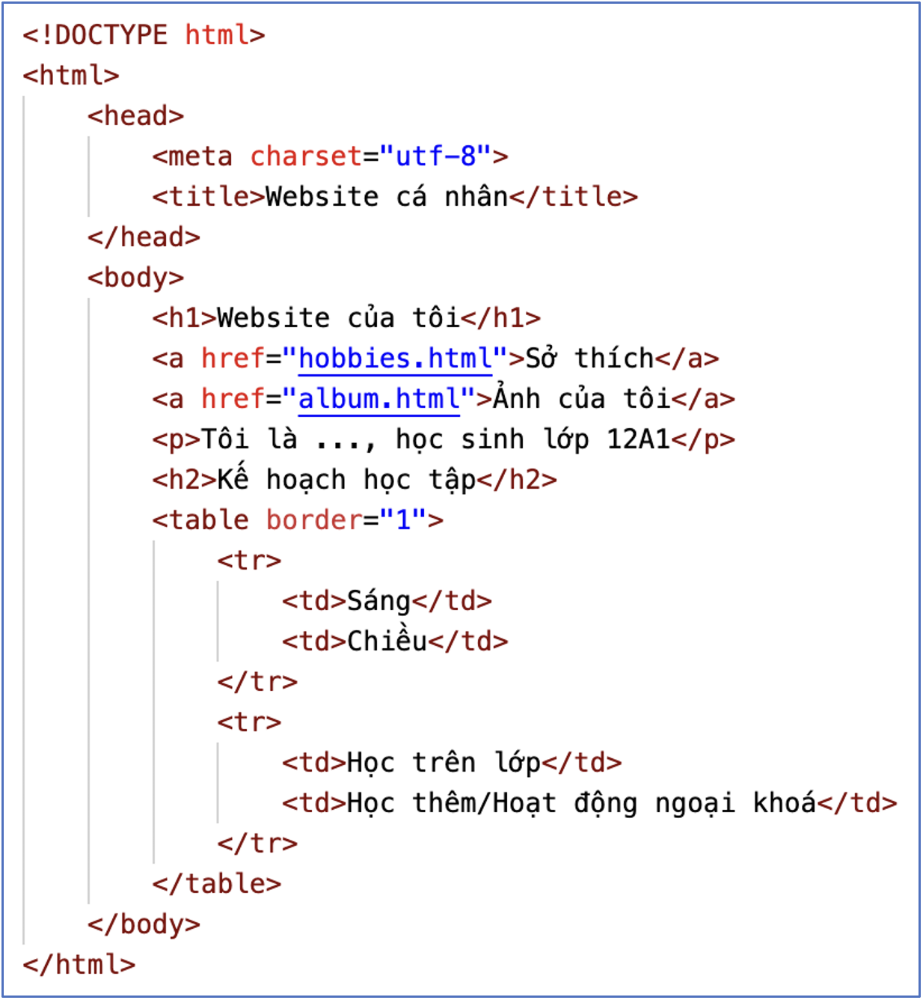 <!DOCTYPE html>
<html>
<head>
<meta charset="utf-8">
<title>Website cá nhân</title>
</head>
<body>
<h1>Website của tôi</h1>
<a href="hobbies.html">Sở thích</a>
<a href="album.html">Ảnh của tôi</a>
<p>Tôi là ..., học sinh lớp 12A1</p>
<h2>Kế hoạch học tập</h2>
<table border="1">
<tr>
<td>Sáng</td>
<td>Chiều</td>
</tr>
<tr>
<td>Học trên lớp</td>
<td>Học thêm/Hoạt động ngoại khoá</td>
</tr>
</table>
</body>
</html>